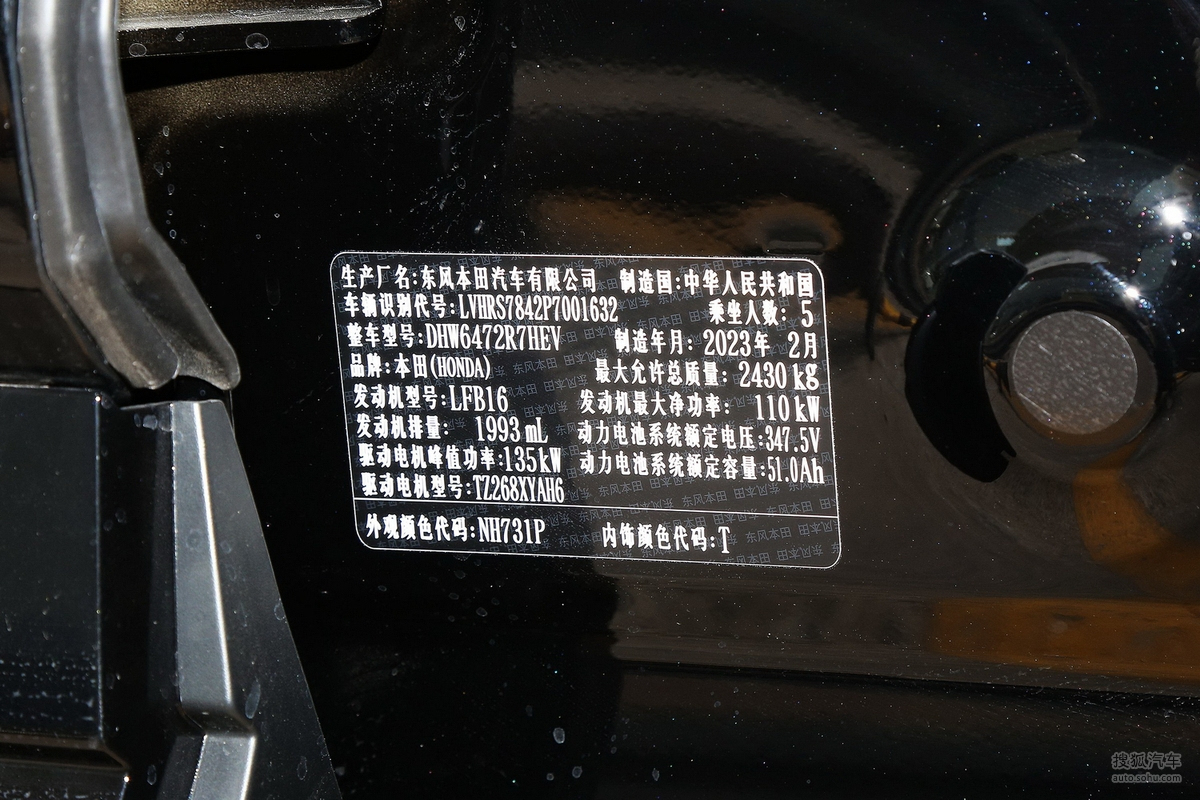 生产厂名:东风本田汽车有限公司 制造国:中华人民共和国
车辆识别代号:LVHRS7842P7001632 乘坐人数: 5
整车型号:DHW6472R7HEV 制造年月: 2023年 2月
品牌:本田(HONDA) 最大允许总质量: 2430 kg
发动机型号:LFB16 发动机最大净功率: 110 kW
发动机排量: 1993 mL 动力电池系统额定电压:347.5V
驱动电机峰值功率:135kW 动力电池系统额定容量:51.0Ah
驱动电机型号:TZ268XYAH6
外观颜色代码:NH731P 内饰颜色代码:T
搜狐汽车
auto.sohu.com